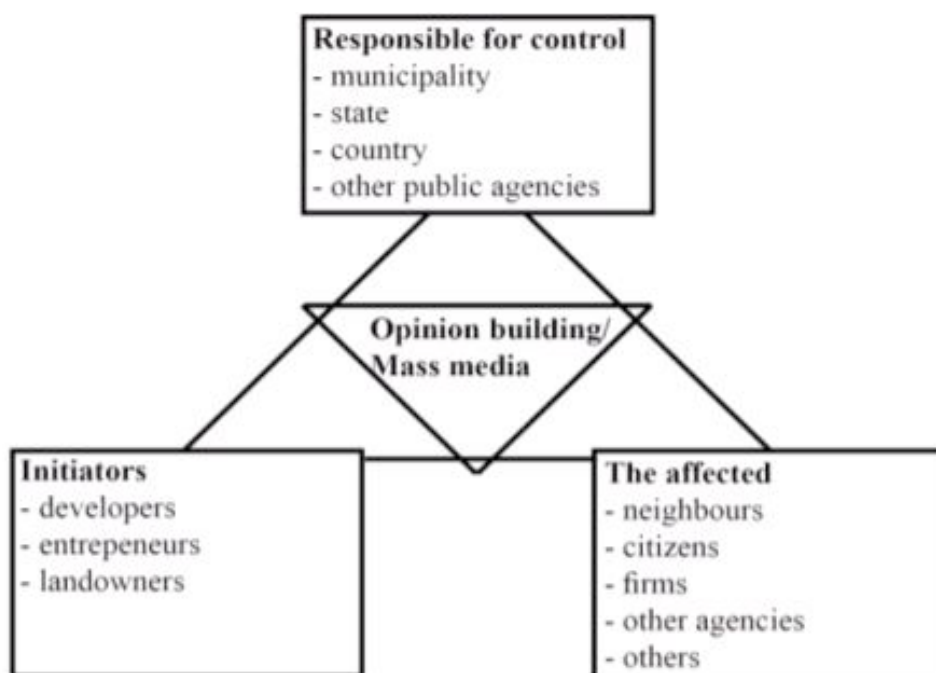 Responsible for control
- municipality
- state
- country
- other public agencies
Opinion building/
Mass media
Initiators
- developers
- entrepeneurs
- landowners
The affected
- neighbours
- citizens
- firms
- other agencies
- others